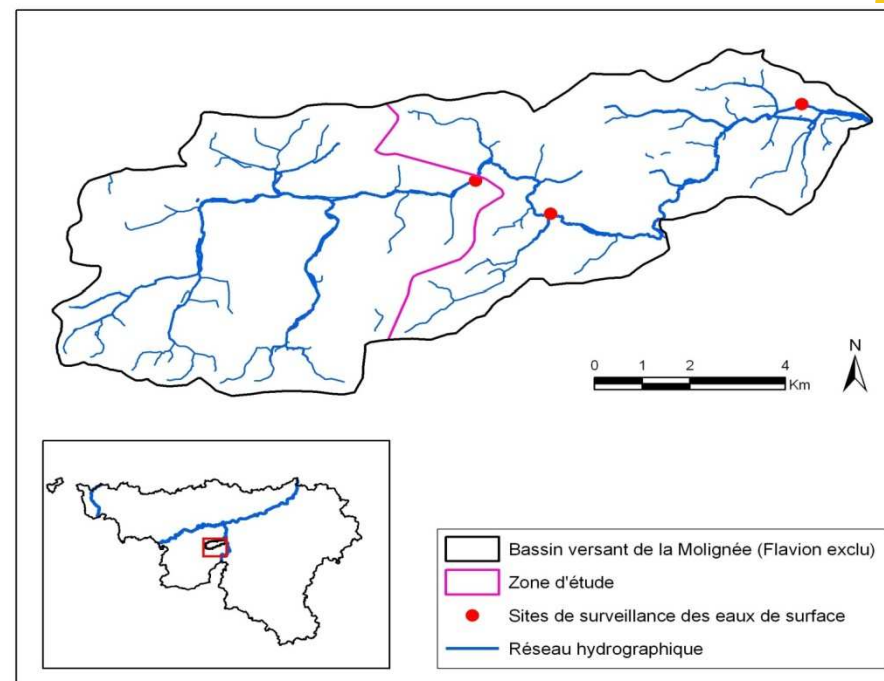 0 1 2 4
Km
N
Bassin versant de la Molignée (Flavion exclu)
Zone d'étude
Sites de surveillance des eaux de surface
Réseau hydrographique